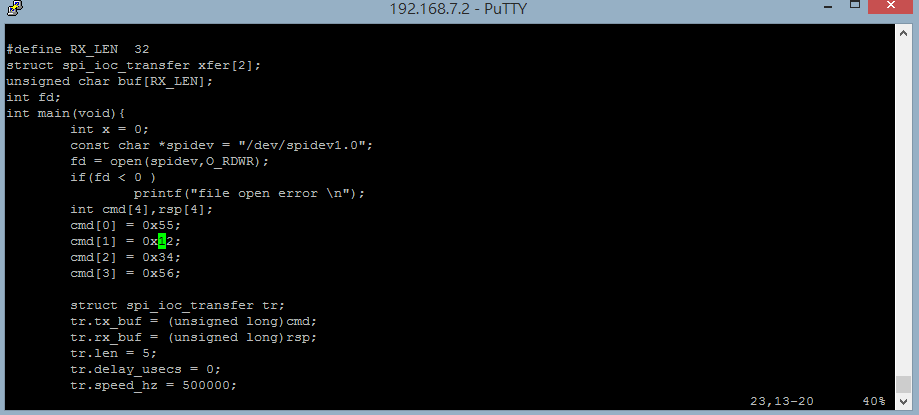 192.168.7.2 - PuTTY
#define RX_LEN  32
struct spi_ioc_transfer xfer[2];
unsigned char buf[RX_LEN];
int fd;
int main(void){
        int x = 0;
        const char *spidev = "/dev/spidev1.0";
        fd = open(spidev,O_RDWR);
        if(fd < 0 )
                printf("file open error \n");
        int cmd[4],rsp[4];
        cmd[0] = 0x55;
        cmd[1] = 0x12;
        cmd[2] = 0x34;
        cmd[3] = 0x56;
        struct spi_ioc_transfer tr;
        tr.tx_buf = (unsigned long)cmd;
        tr.rx_buf = (unsigned long)rsp;
        tr.len = 5;
        tr.delay_usecs = 0;
        tr.speed_hz = 500000;
23,13-20      40%